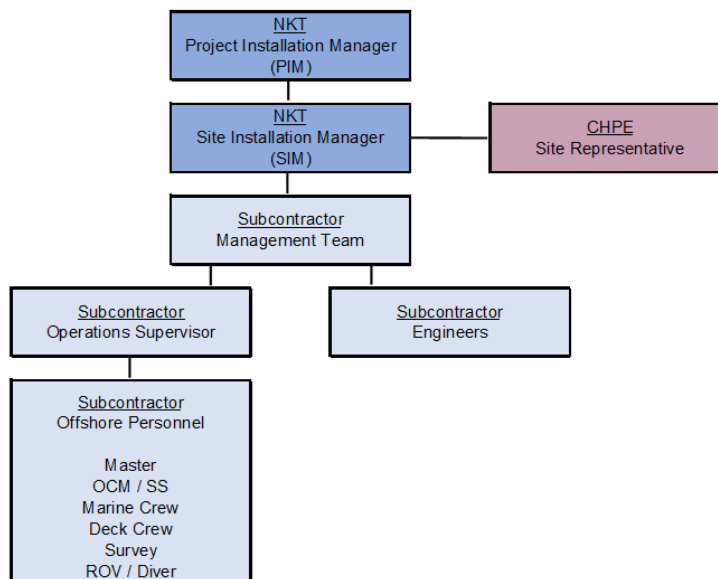 NKT
Project Installation Manager
(PIM)
NKT
Site Installation Manager
(SIM)
CHPE
Site Representative
Subcontractor
Management Team
Subcontractor
Operations Supervisor
Subcontractor
Engineers
Subcontractor
Offshore Personnel
Master
OCM / SS
Marine Crew
Deck Crew
Survey
ROV / Diver